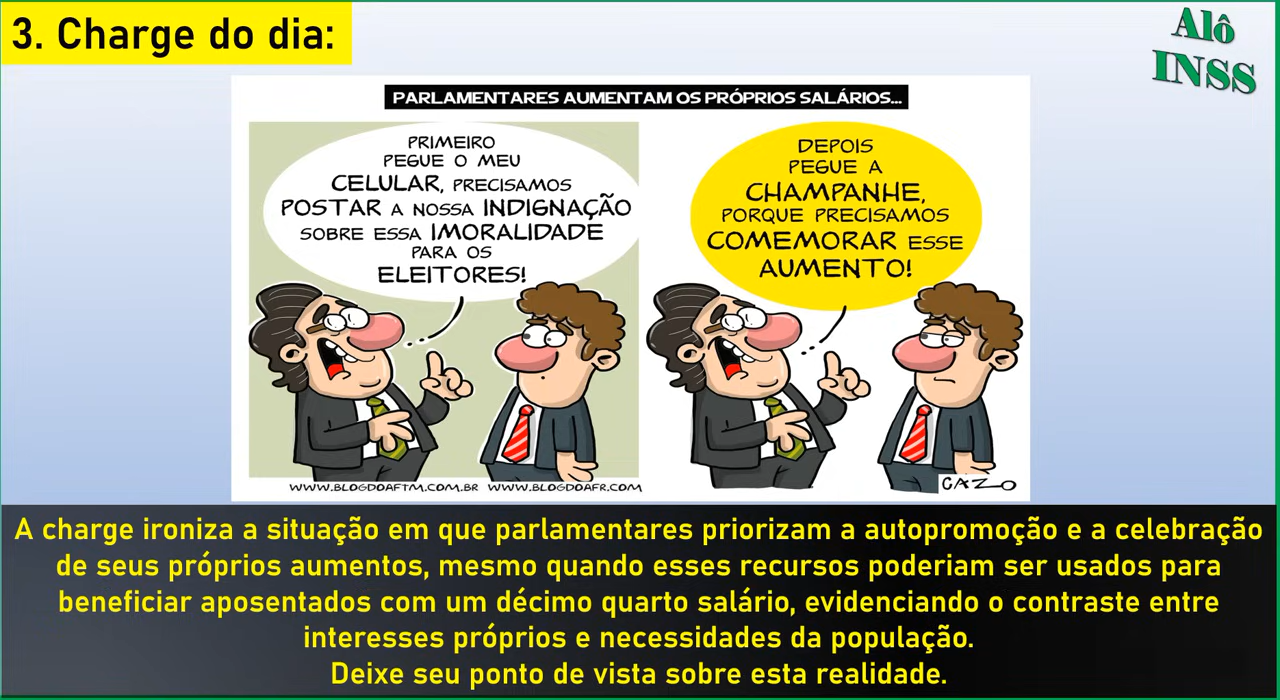 3. Charge do dia:
Alô
INSS
PARLAMENTARES AUMENTAM OS PRÓPRIOS SALÁRIOS...
PRIMEIRO
PEGUE O MEU
CELULAR, PRECISAMOS
POSTAR A NOSSA INDIGNAÇÃO
SOBRE ESSA IMORALIDADE
PARA OS
ELEITORES!
DEPOIS
PEGUE A
CHAMPANHE,
PORQUE PRECISAMOS
COMEMORAR ESSE
AUMENTO!
WWW.BLOGDOAFTM.COM.BR WWW.BLOGDOAFR.COM
CAZO
A charge ironiza a situação em que parlamentares priorizam a autopromoção e a celebração
de seus próprios aumentos, mesmo quando esses recursos poderiam ser usados para
beneficiar aposentados com um décimo quarto salário, evidenciando o contraste entre
interesses próprios e necessidades da população.
Deixe seu ponto de vista sobre esta realidade.